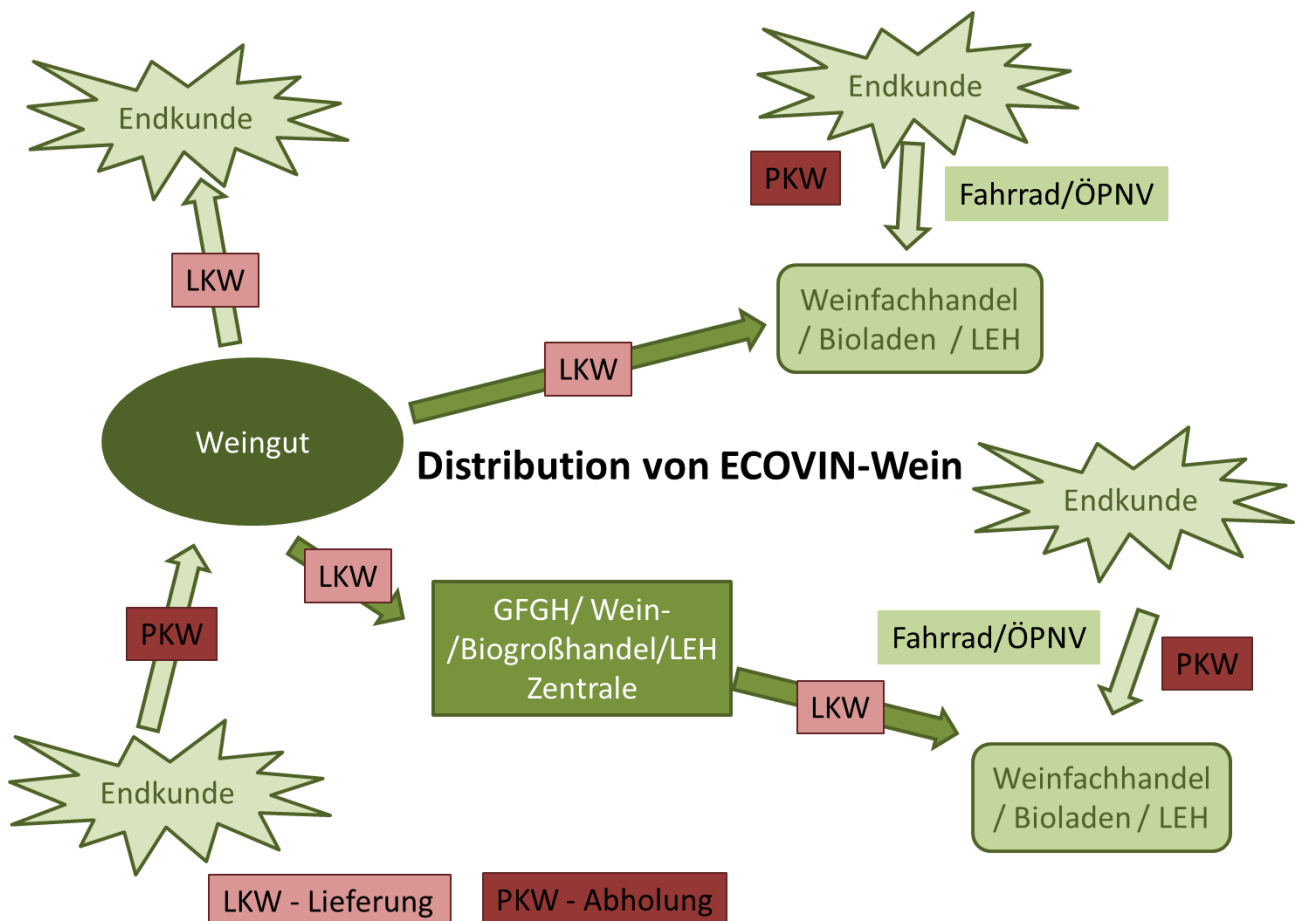 Endkunde
Endkunde
PKW
Fahrrad/ÖPNV
LKW
Weinfachhandel
/ Bioladen / LEH
LKW
Weingut
Distribution von ECOVIN-Wein
Endkunde
LKW
GFGH/ Wein-
/Biogroßhandel/LEH
Zentrale
PKW
Fahrrad/ÖPNV
PKW
LKW
Endkunde
Weinfachhandel
/ Bioladen / LEH
LKW - Lieferung
PKW - Abholung